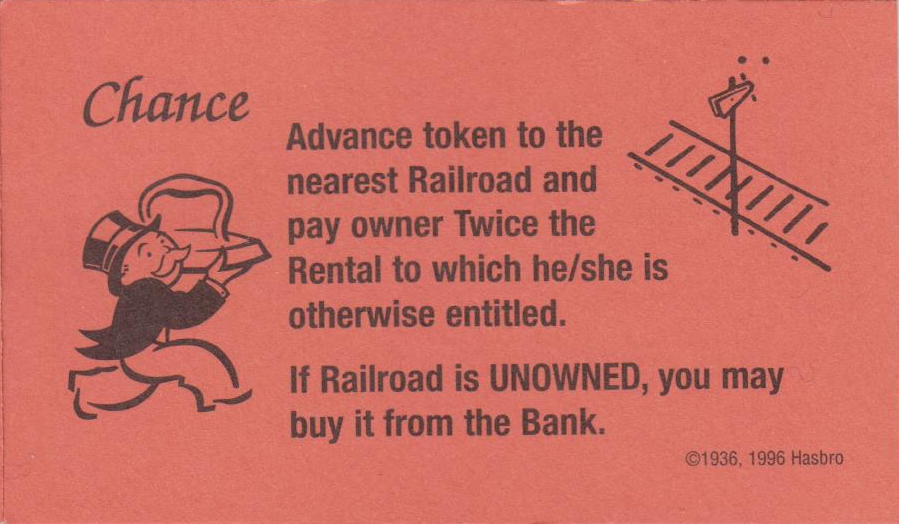 Chance
Advance token to the
nearest Railroad and
pay owner Twice the
Rental to which he/she is
otherwise entitled.
If Railroad is UNOWNED, you may
buy it from the Bank.
©1936, 1996 Hasbro